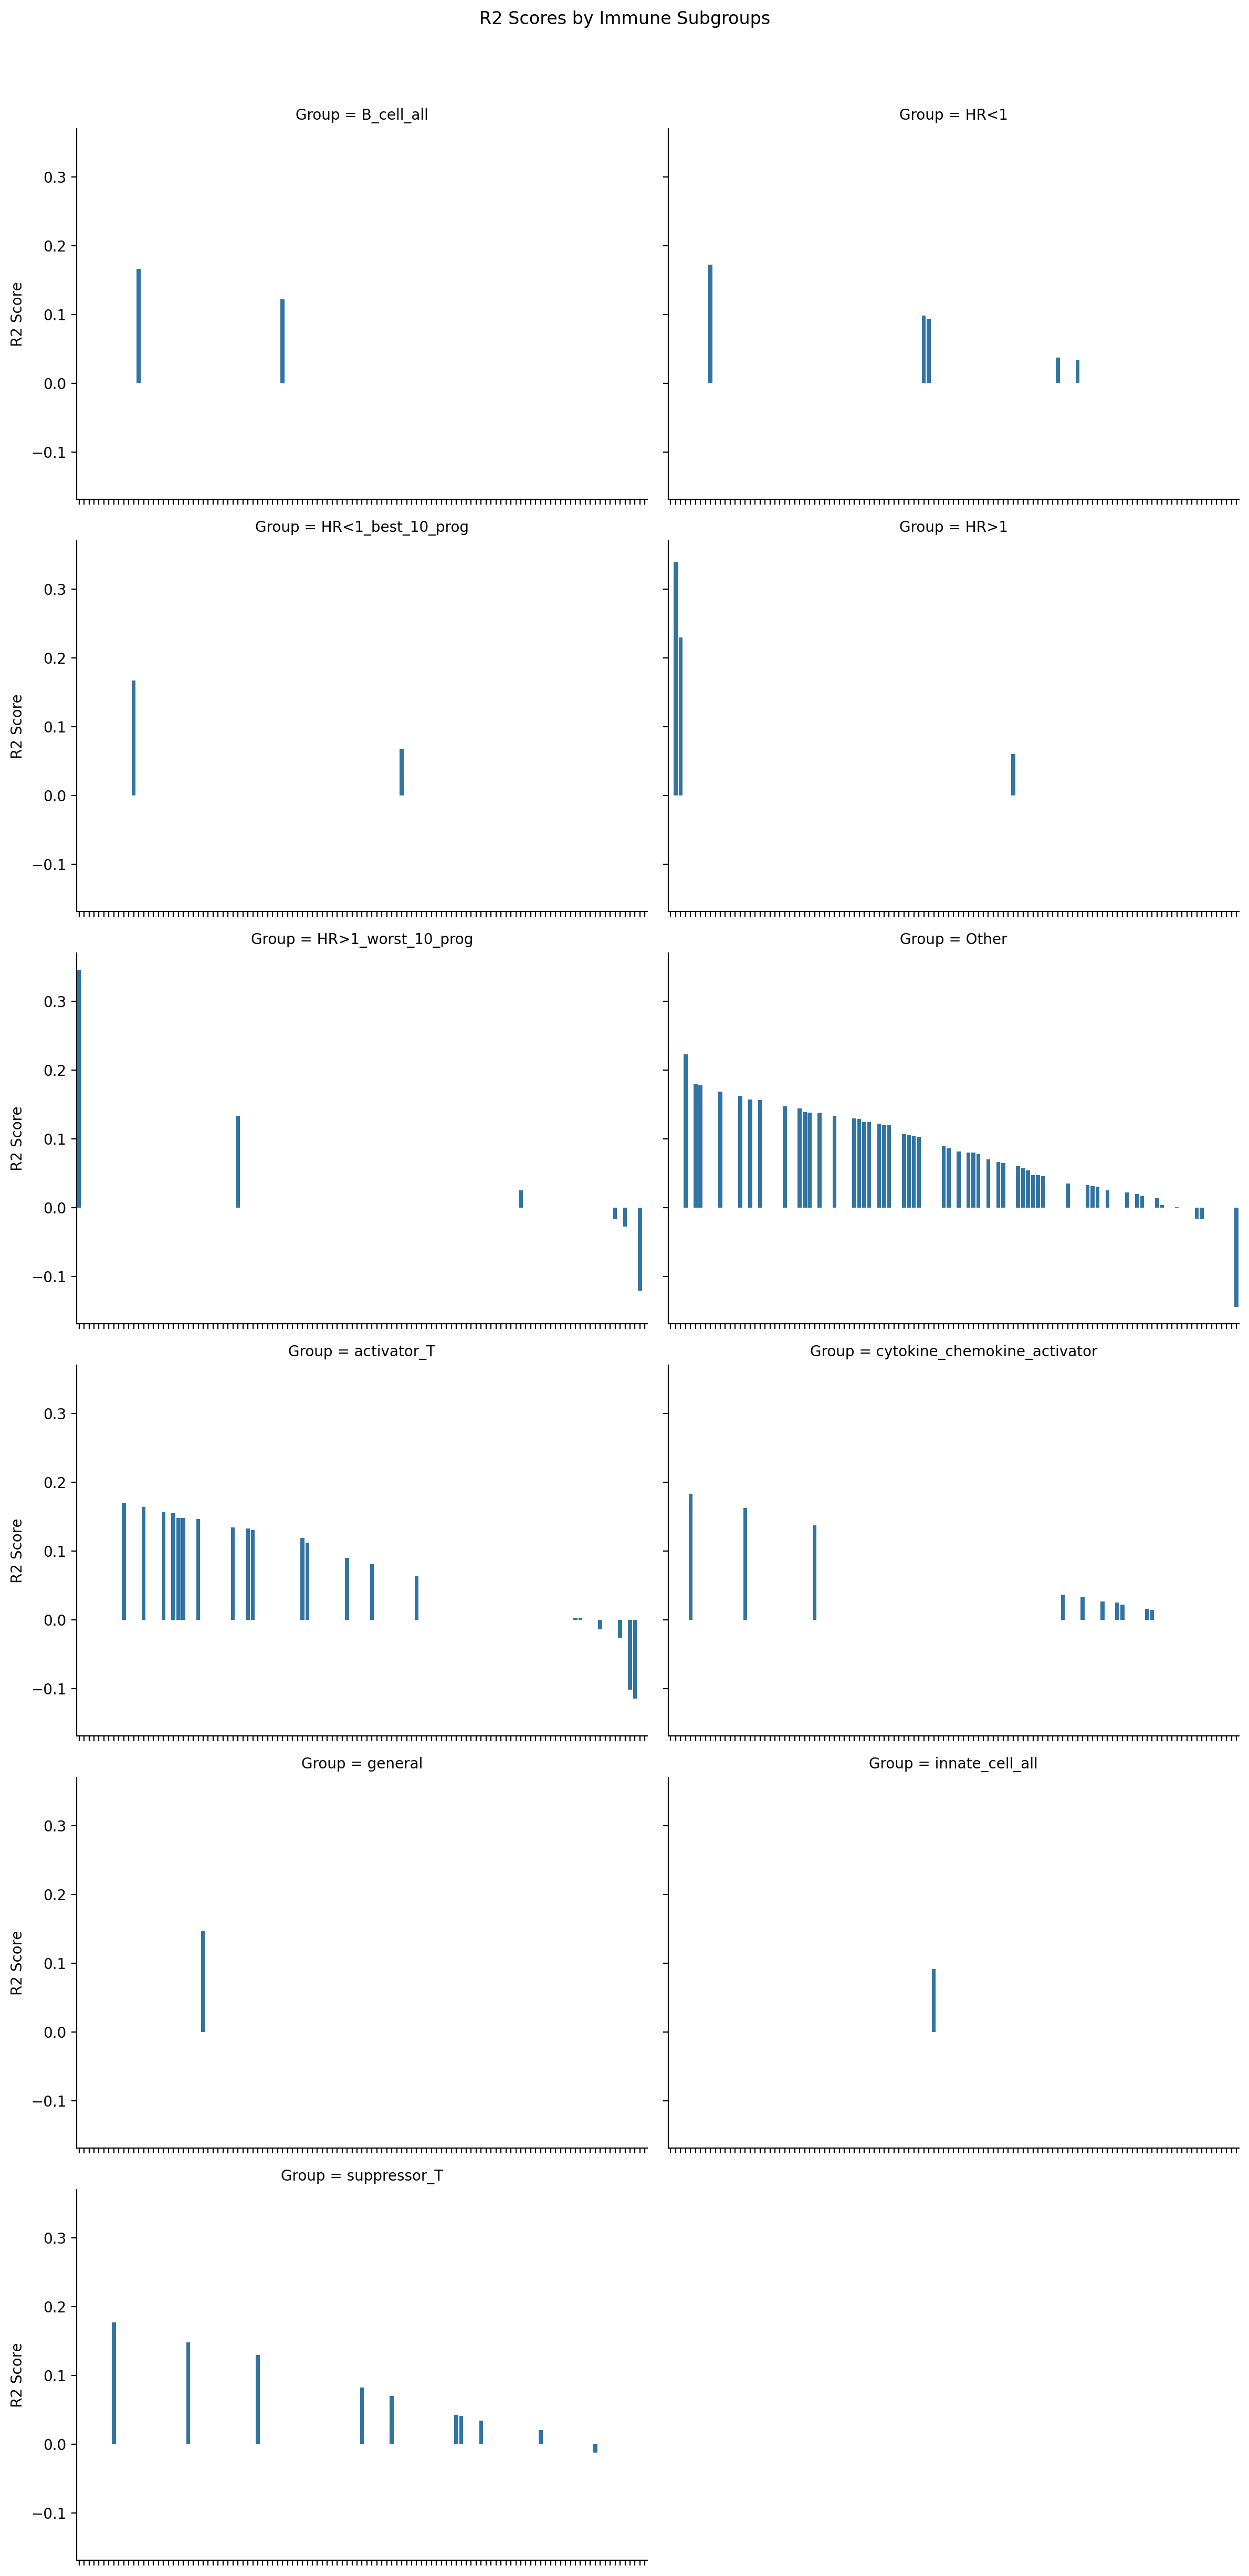 R2 Scores by Immune Subgroups
Group = B_cell_all
Group = HR<1
0.3
0.2
0.1
0.0
−0.1
R2 Score
Group = HR<1_best_10_prog
Group = HR>1
0.3
0.2
0.1
0.0
−0.1
R2 Score
Group = HR>1_worst_10_prog
Group = Other
0.3
0.2
0.1
0.0
−0.1
R2 Score
Group = activator_T
Group = cytokine_chemokine_activator
0.3
0.2
0.1
0.0
−0.1
R2 Score
Group = general
Group = innate_cell_all
0.3
0.2
0.1
0.0
−0.1
R2 Score
Group = suppressor_T
0.3
0.2
0.1
0.0
−0.1
R2 Score